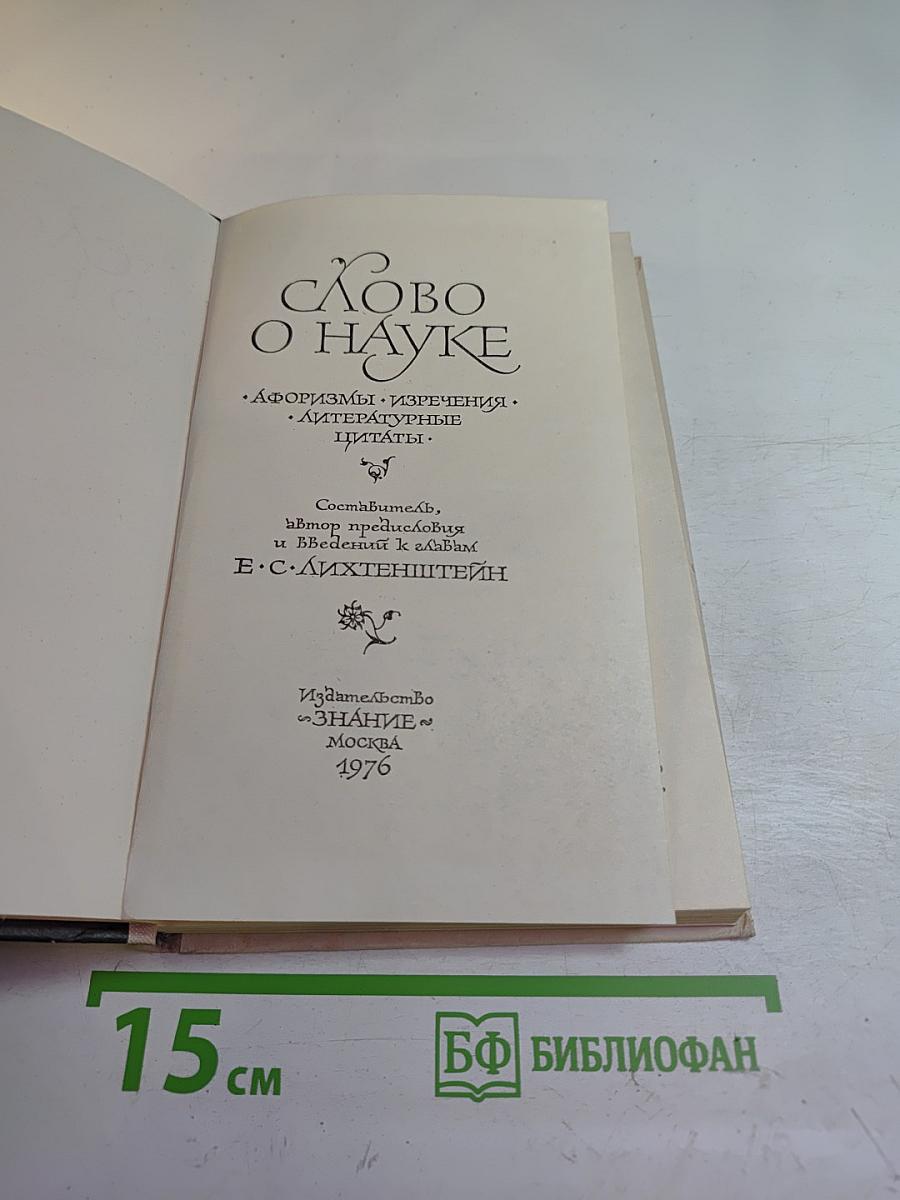 СЛОВО
О НАУКЕ
• АФОРИЗМЫ • ИЗРЕЧЕНИЯ •
• ЛИТЕРАТУРНЫЕ
ЦИТАТЫ •
Составитель,
автор предисловия
и введений к главам
Е • С • ЛИХТЕНШТЕЙН
Издательство
~ЗНАНИЕ~
МОСКВА
1976
15 см
БФ БИБЛИОФАН